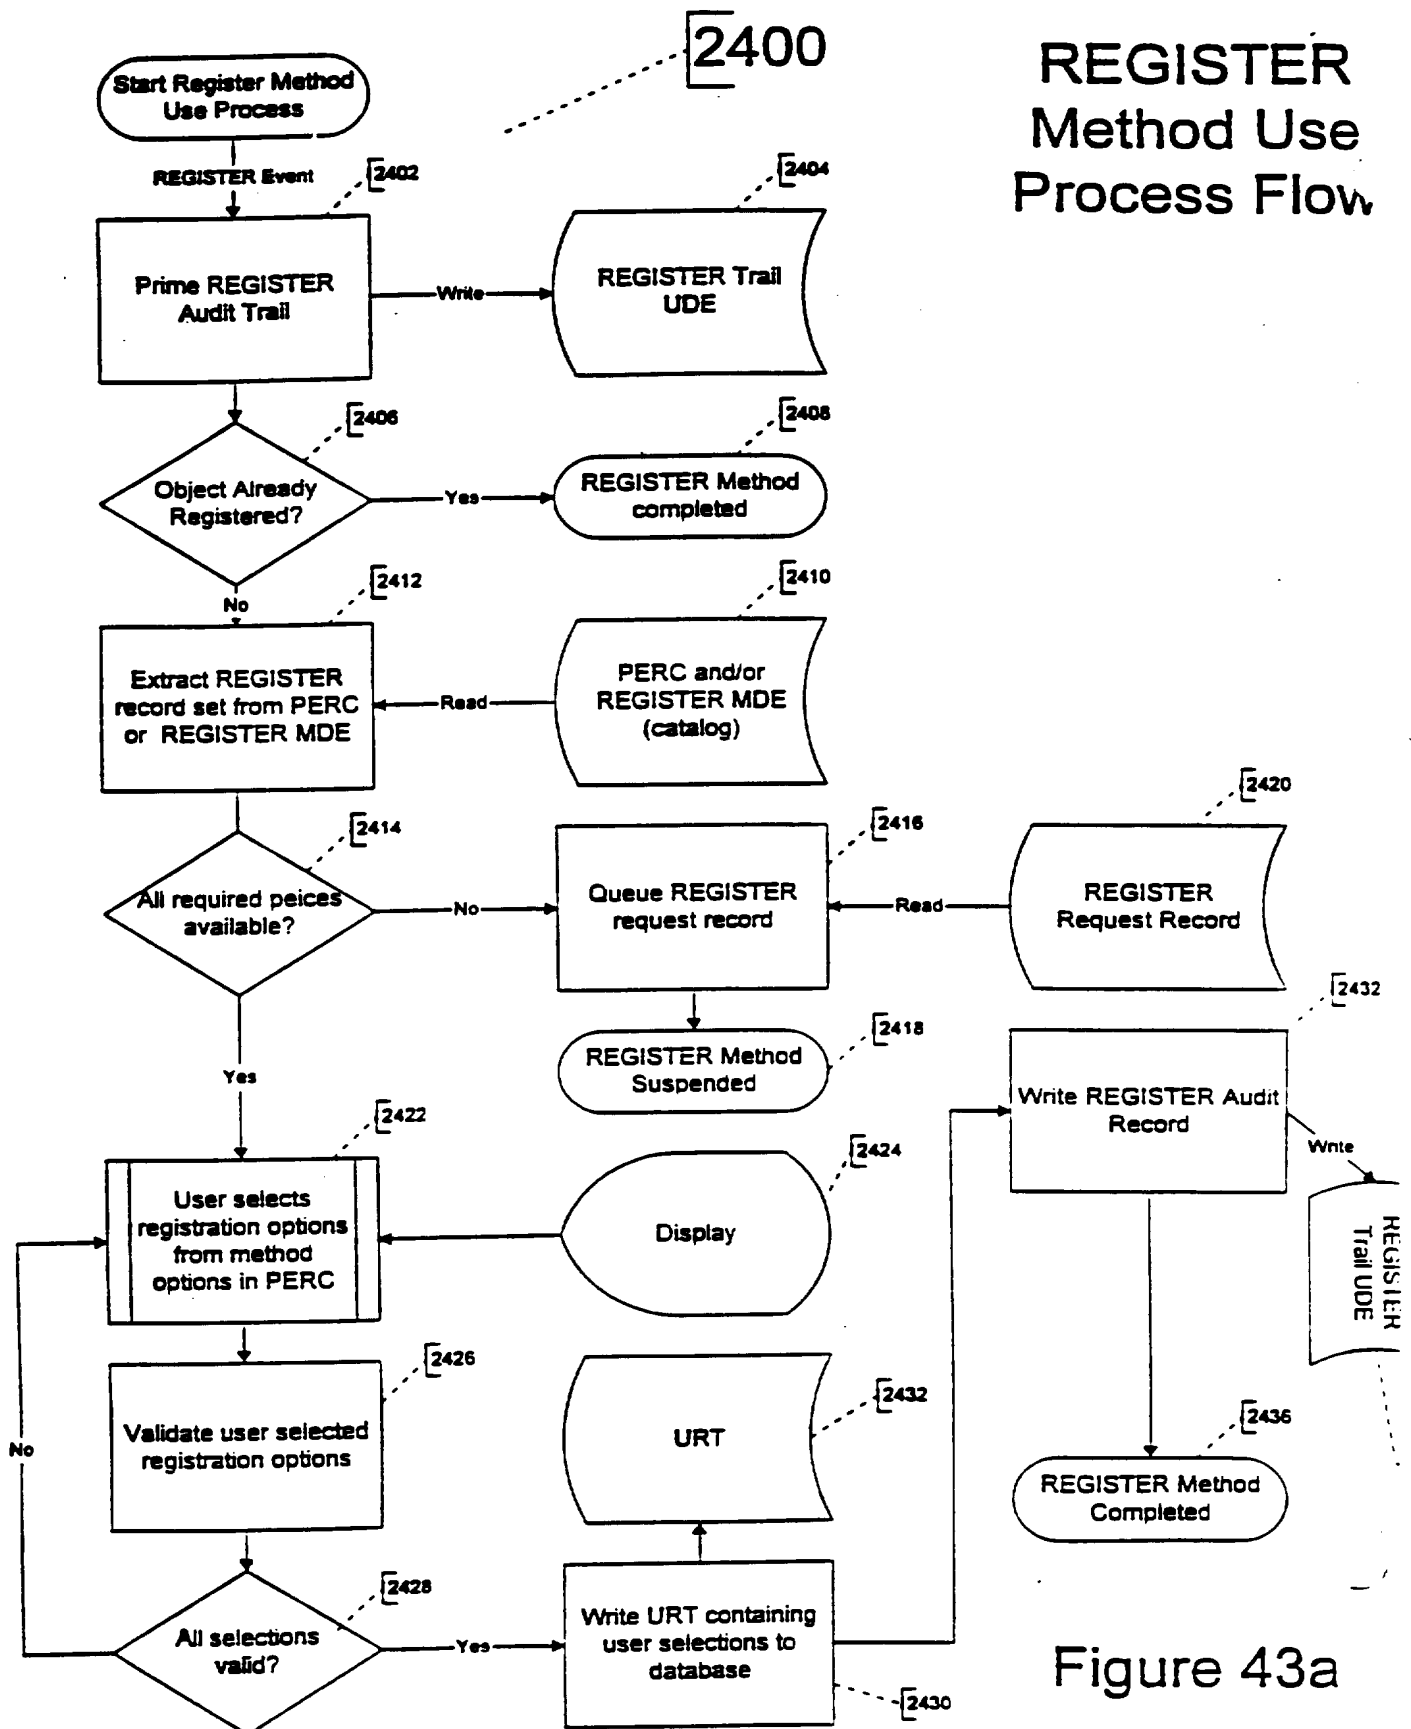 2400
REGISTER
Method Use
Process Flow
Start Register Method
Use Process
REGISTER Event
2402
Prime REGISTER
Audit Trail
Write
2404
REGISTER Trail
UDE
2406
Object Already
Registered?
Yes
2408
REGISTER Method
completed
No
2412
Extract REGISTER
record set from PERC
or REGISTER MDE
Read
2410
PERC and/or
REGISTER MDE
(catalog)
2414
All required peices
available?
No
2416
Queue REGISTER
request record
Read
2420
REGISTER
Request Record
2418
REGISTER Method
Suspended
Yes
2422
User selects
registration options
from method
options in PERC
2424
Display
2426
Validate user selected
registration options
No
2428
All selections
valid?
Yes
2432
URT
Write URT containing
user selections to
database
2430
2432
Write REGISTER Audit
Record
Write
REGISTER
Trail UDE
2436
REGISTER Method
Completed
Figure 43a